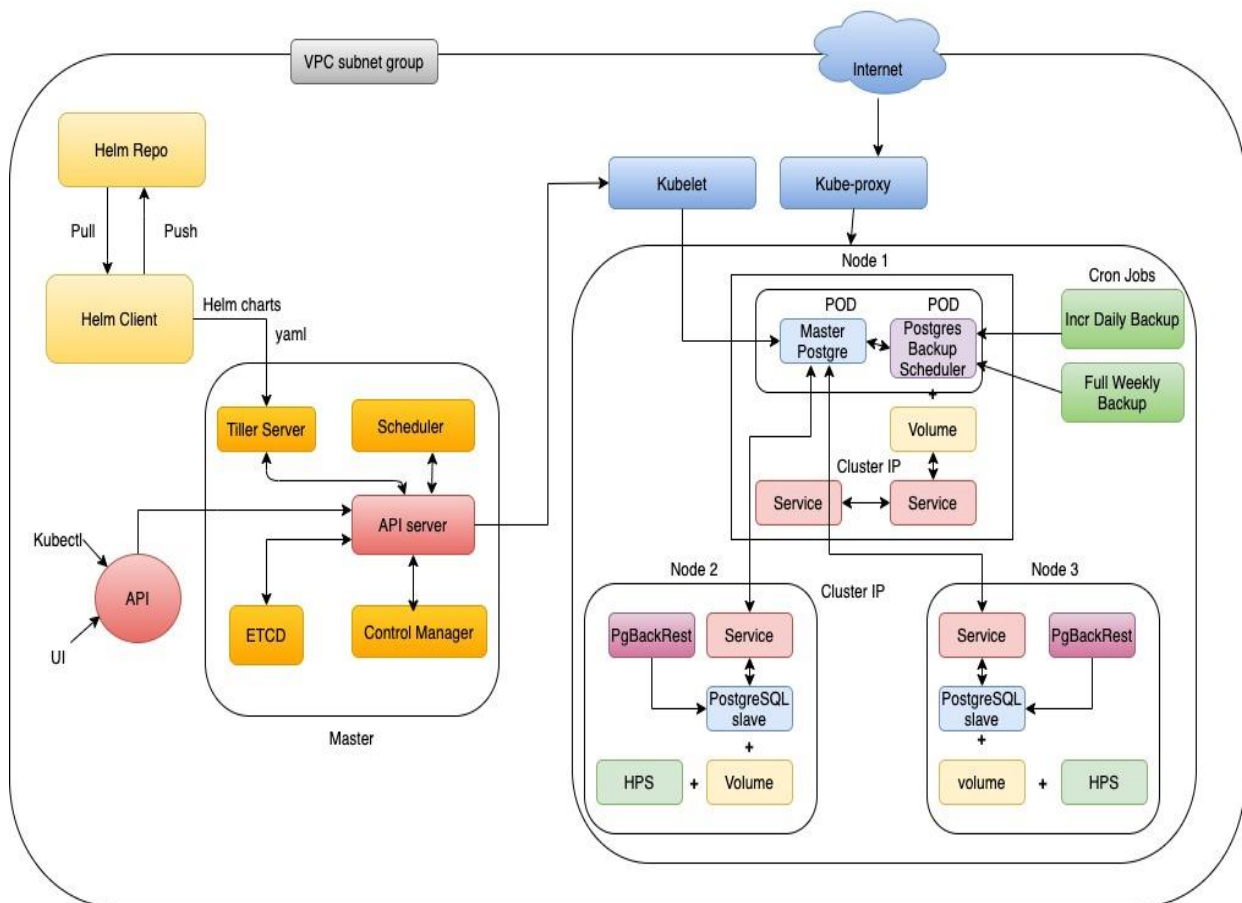 VPC subnet group
Internet
Helm Repo
Kubelet
Kube-proxy
Pull
Push
Node 1
Cron Jobs
Helm Client
Helm charts
yaml
POD
POD
Incr Daily Backup
Master
Postgre
Postgres
Backup
Scheduler
Full Weekly
Backup
+
Tiller Server
Scheduler
Volume
Cluster IP
Service
Service
API server
Kubectl
API
UI
ETCD
Control Manager
Master
Node 2
Cluster IP
Node 3
PgBackRest
Service
Service
PgBackRest
PostgreSQL
slave
PostgreSQL
slave
+
+
HPS
+
Volume
volume
+
HPS